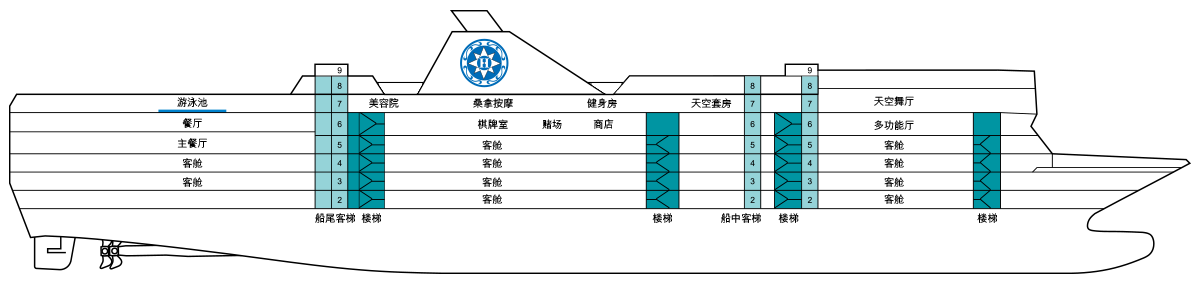 9 9
8 8 8
游泳池 7 美容院 桑拿按摩 健身房 天空套房 7 7 天空舞厅
餐厅 6 棋牌室 赌场 商店 6 6 多功能厅
主餐厅 5 客舱 5 5 客舱
客舱 4 客舱 4 4 客舱
客舱 3 客舱 3 3 客舱
2 客舱 2 2 客舱
船尾客梯 楼梯 楼梯 船中客梯 楼梯 楼梯